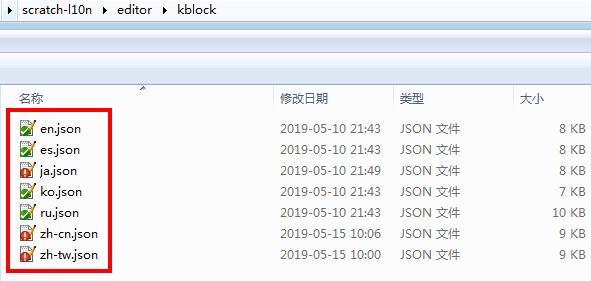 scratch-l10n editor kblock
名称 修改日期 类型 大小
en.json 2019-05-10 21:43 JSON 文件 8 KB
es.json 2019-05-10 21:43 JSON 文件 8 KB
ja.json 2019-05-10 21:49 JSON 文件 8 KB
ko.json 2019-05-10 21:43 JSON 文件 7 KB
ru.json 2019-05-10 21:43 JSON 文件 10 KB
zh-cn.json 2019-05-15 10:06 JSON 文件 9 KB
zh-tw.json 2019-05-15 10:00 JSON 文件 9 KB